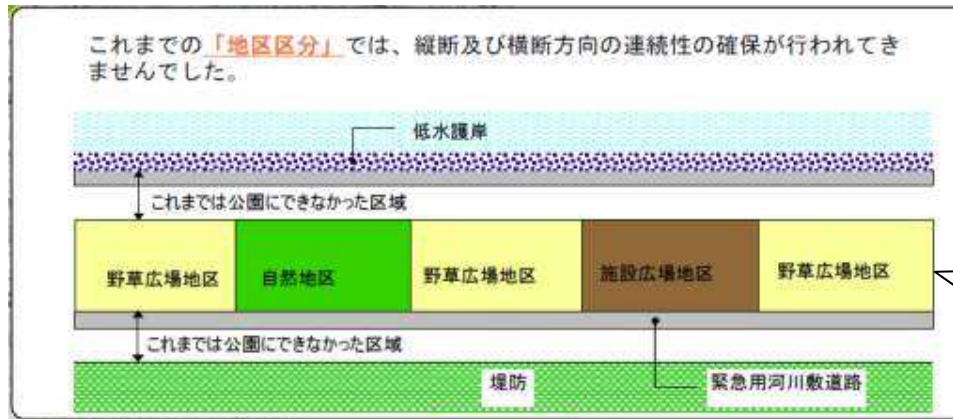 これまでの「地区区分」では、縦断及び横断方向の連続性の確保が行われてき
ませんでした。
低水護岸
これまでは公園にできなかった区域
野草広場地区
自然地区
野草広場地区
施設広場地区
野草広場地区
これまでは公園にできなかった区域
堤防
緊急用河川敷道路